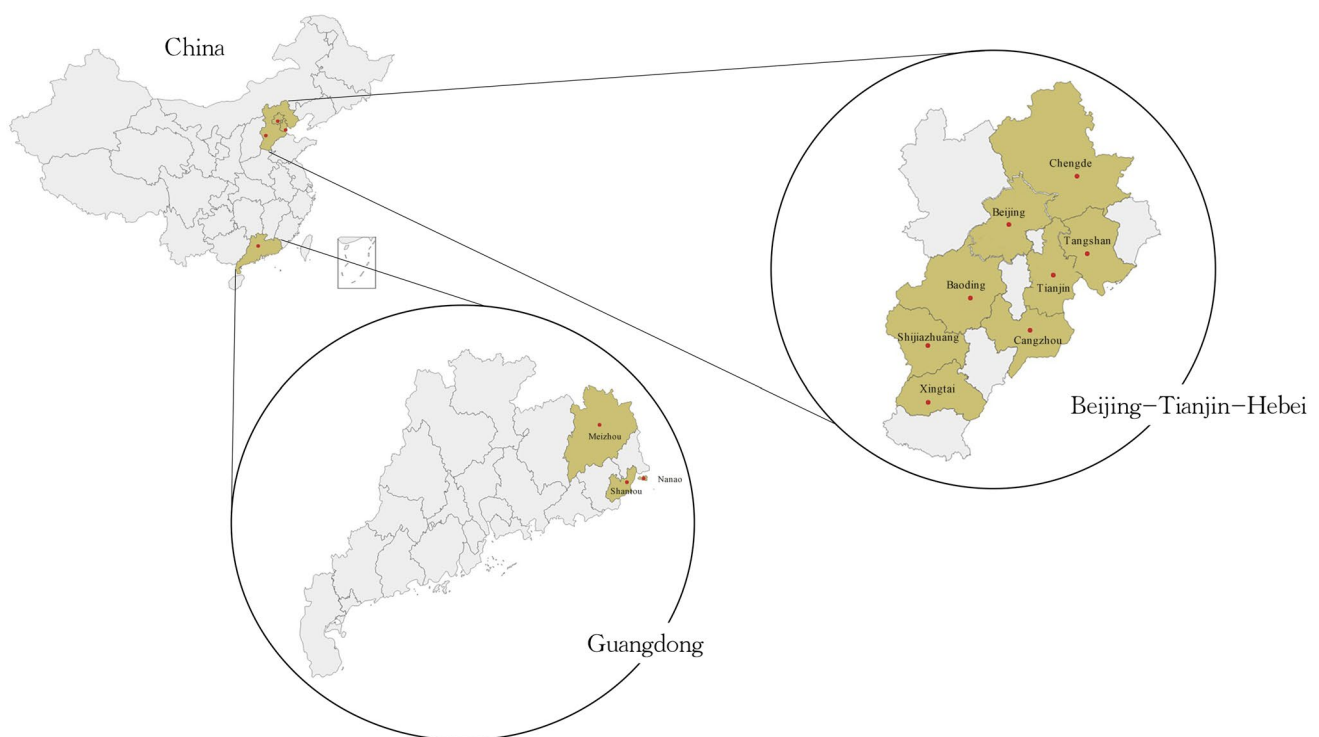 China
Chengde
Beijing
Tangshan
Baoding
Tianjin
Shijiazhuang
Cangzhou
Xingtai
Beijing-Tianjin-Hebei
Meizhou
Nanao
Shantou
Guangdong